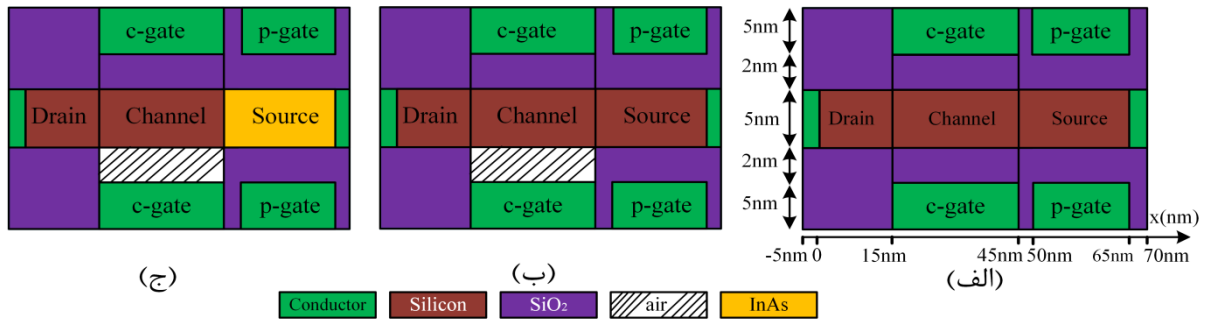 c-gate p-gate
Drain Channel Source
c-gate p-gate
(ج)
c-gate p-gate
Drain Channel Source
c-gate p-gate
(ب)
5nm
2nm
5nm
2nm
5nm
c-gate p-gate
Drain Channel Source
c-gate p-gate
x(nm)
-5nm 0 15nm 45nm 50nm 65nm 70nm
(الف)
Conductor Silicon SiO₂ air InAs